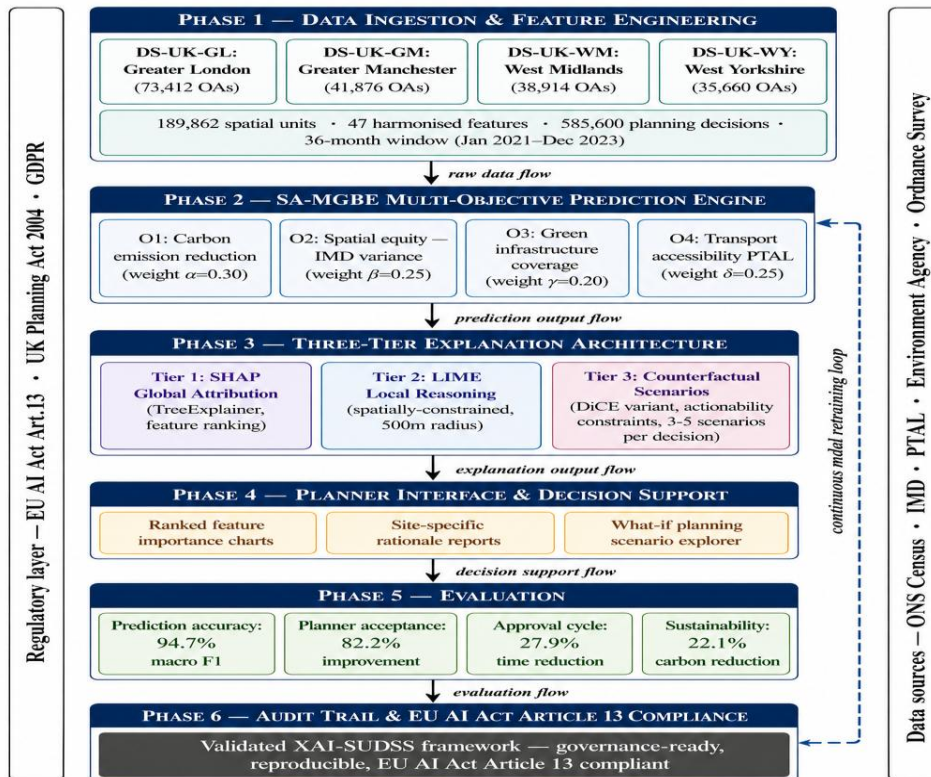 Regulatory layer — EU AI Act Art.13 • UK Planning Act 2004 • GDPR
PHASE 1 — DATA INGESTION & FEATURE ENGINEERING
DS-UK-GL:
Greater London
(73,412 OAs)
DS-UK-GM:
Greater Manchester
(41,876 OAs)
DS-UK-WM:
West Midlands
(38,914 OAs)
DS-UK-WY:
West Yorkshire
(35,660 OAs)
189,862 spatial units · 47 harmonised features · 585,600 planning decisions ·
36-month window (Jan 2021–Dec 2023)
raw data flow
PHASE 2 — SA-MGBE MULTI-OBJECTIVE PREDICTION ENGINE
O1: Carbon
emission reduction
(weight α=0.30)
O2: Spatial equity —
IMD variance
(weight β=0.25)
O3: Green
infrastructure
coverage
(weight γ=0.20)
O4: Transport
accessibility PTAL
(weight δ=0.25)
prediction output flow
PHASE 3 — THREE-TIER EXPLANATION ARCHITECTURE
Tier 1: SHAP
Global Attribution
(TreeExplainer,
feature ranking)
Tier 2: LIME
Local Reasoning
(spatially-constrained,
500m radius)
Tier 3: Counterfactual
Scenarios
(DiCE variant, actionability
constraints, 3-5 scenarios
per decision)
explanation output flow
PHASE 4 — PLANNER INTERFACE & DECISION SUPPORT
Ranked feature
importance charts
Site-specific
rationale reports
What-if planning
scenario explorer
decision support flow
PHASE 5 — EVALUATION
Prediction accuracy:
94.7%
macro F1
Planner acceptance:
82.2%
improvement
Approval cycle:
27.9%
time reduction
Sustainability:
22.1%
carbon reduction
evaluation flow
PHASE 6 — AUDIT TRAIL & EU AI ACT ARTICLE 13 COMPLIANCE
Validated XAI-SUDSS framework — governance-ready,
reproducible, EU AI Act Article 13 compliant
continuous mdal retraining loop
Data sources — ONS Census • IMD • PTAL • Environment Agency • Ordnance Survey